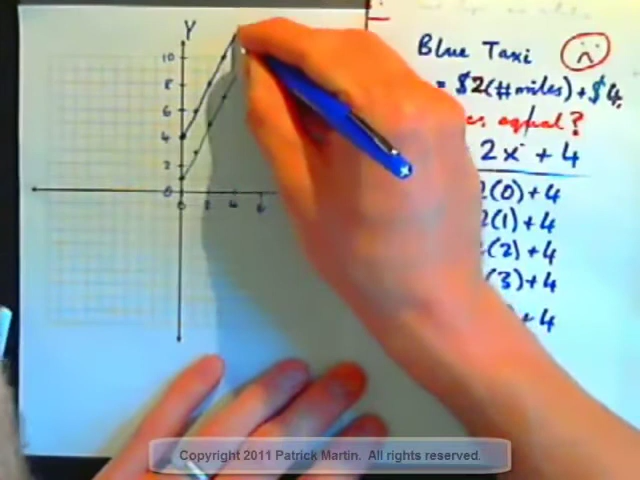 Y
10
8
6
4
2
0
0 2 4 6
Blue Taxi
= $2(#miles) + $4.
equal?
2x + 4
2(0)+4
2(1)+4
(2)+4
(3)+4
+4
Copyright 2011 Patrick Martin. All rights reserved.